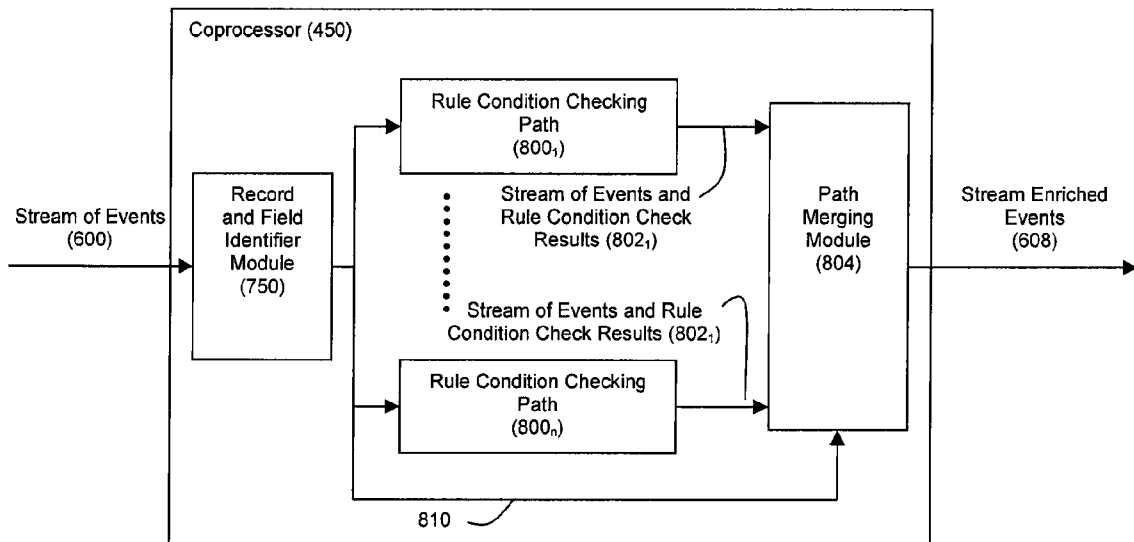 Coprocessor (450)
Rule Condition Checking
Path
(800₁)
Stream of Events
(600)
Record
and Field
Identifier
Module
(750)
Stream of Events and
Rule Condition Check
Results (802₁)
Path
Merging
Module
(804)
Stream Enriched
Events
(608)
Stream of Events and Rule
Condition Check Results (802₁)
Rule Condition Checking
Path
(800ₙ)
810